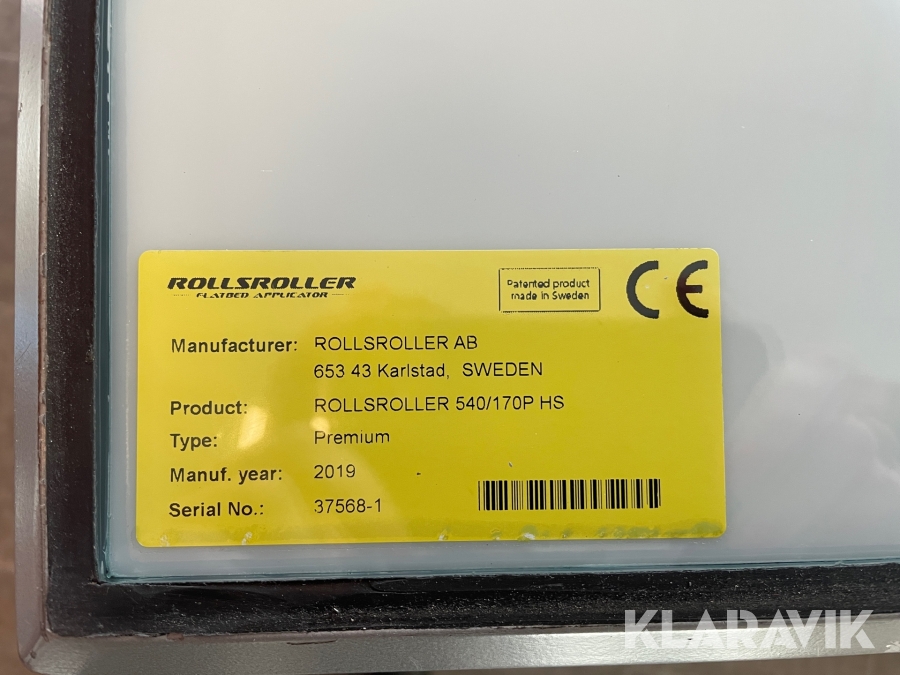 ROLLSROLLER
FLATBED APPLICATOR
Patented product
made in Sweden
CE
Manufacturer: ROLLSROLLER AB
653 43 Karlstad, SWEDEN
Product: ROLLSROLLER 540/170P HS
Type: Premium
Manuf. year: 2019
Serial No.: 37568-1
KLARAVIK